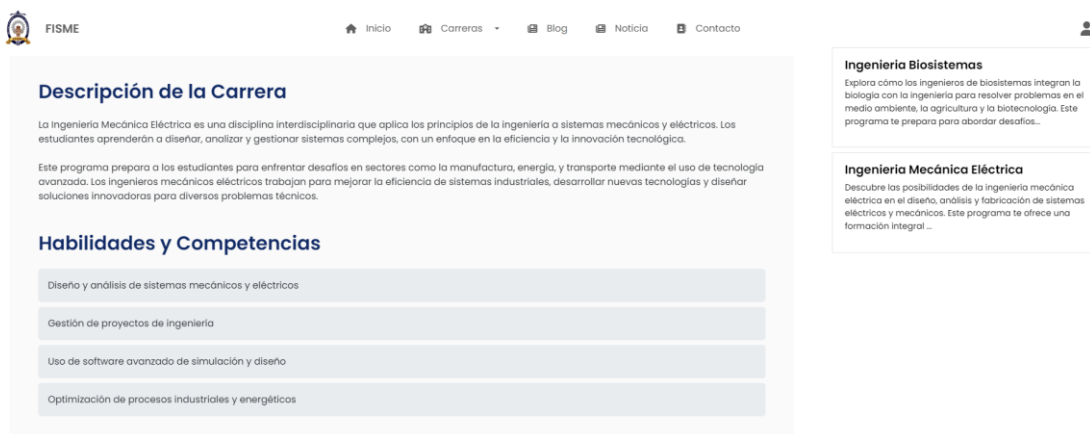 FISME
Inicio
Carreras
Blog
Noticia
Contacto
Descripción de la Carrera
La Ingeniería Mecánica Eléctrica es una disciplina interdisciplinaria que aplica los principios de la ingeniería a sistemas mecánicos y eléctricos. Los
estudiantes aprenderán a diseñar, analizar y gestionar sistemas complejos, con un enfoque en la eficiencia y la innovación tecnológica.
Este programa prepara a los estudiantes para enfrentar desafíos en sectores como la manufactura, energía, y transporte mediante el uso de tecnología
avanzada. Los ingenieros mecánicos eléctricos trabajan para mejorar la eficiencia de sistemas industriales, desarrollar nuevas tecnologías y diseñar
soluciones innovadoras para diversos problemas técnicos.
Habilidades y Competencias
Diseño y análisis de sistemas mecánicos y eléctricos
Gestión de proyectos de ingeniería
Uso de software avanzado de simulación y diseño
Optimización de procesos industriales y energéticos
Ingenieria Biosistemas
Explora cómo los ingenieros de biosistemas integran la
biología con la ingeniería para resolver problemas en el
medio ambiente, la agricultura y la biotecnología. Este
programa te prepara para abordar desafíos...
Ingenieria Mecánica Eléctrica
Descubre las posibilidades de la ingeniería mecánica
eléctrica en el diseño, análisis y fabricación de sistemas
eléctricos y mecánicos. Este programa te ofrece una
formación integral ...